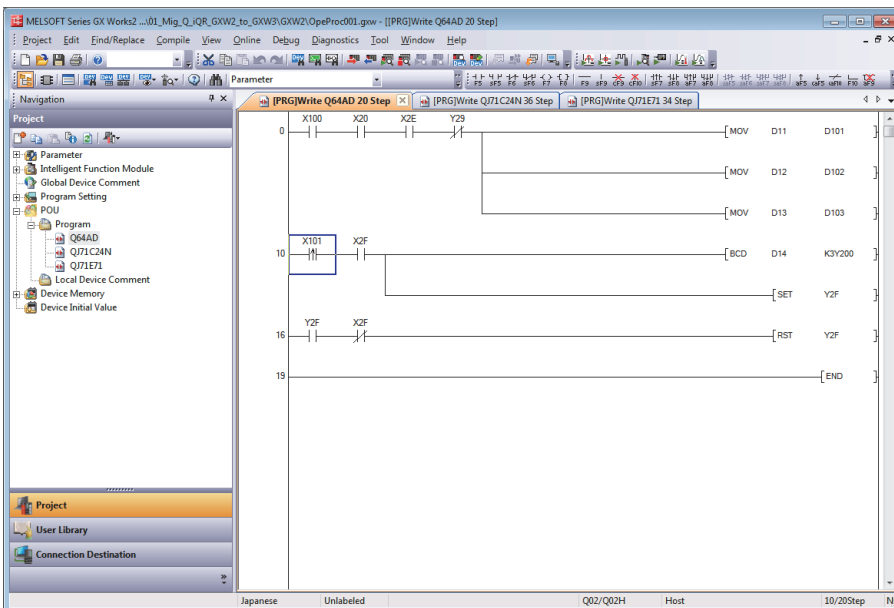 MELSOFT Series GX Works2 ...\01_Mig_Q_iQR_GXW2_to_GXW3\GXW2\OpeProc001.gxw - [[PRG]Write Q64AD 20 Step]
Project Edit Find/Replace Compile View Online Debug Diagnostics Tool Window Help
Parameter
Navigation
[PRG]Write Q64AD 20 Step
[PRG]Write QJ71C24N 36 Step
[PRG]Write QJ71E71 34 Step
Project
Parameter
Intelligent Function Module
Global Device Comment
Program Setting
POU
Program
Q64AD
QJ71C24N
QJ71E71
Local Device Comment
Device Memory
Device Initial Value
X100 X20 X2E Y29
0 MOV D11 D101
MOV D12 D102
MOV D13 D103
X101 X2F
10 BCD D14 K3Y200
SET Y2F
Y2F X2F
16 RST Y2F
19 END
Project
User Library
Connection Destination
Japanese Unlabeled Q02/Q02H Host 10/20Step N